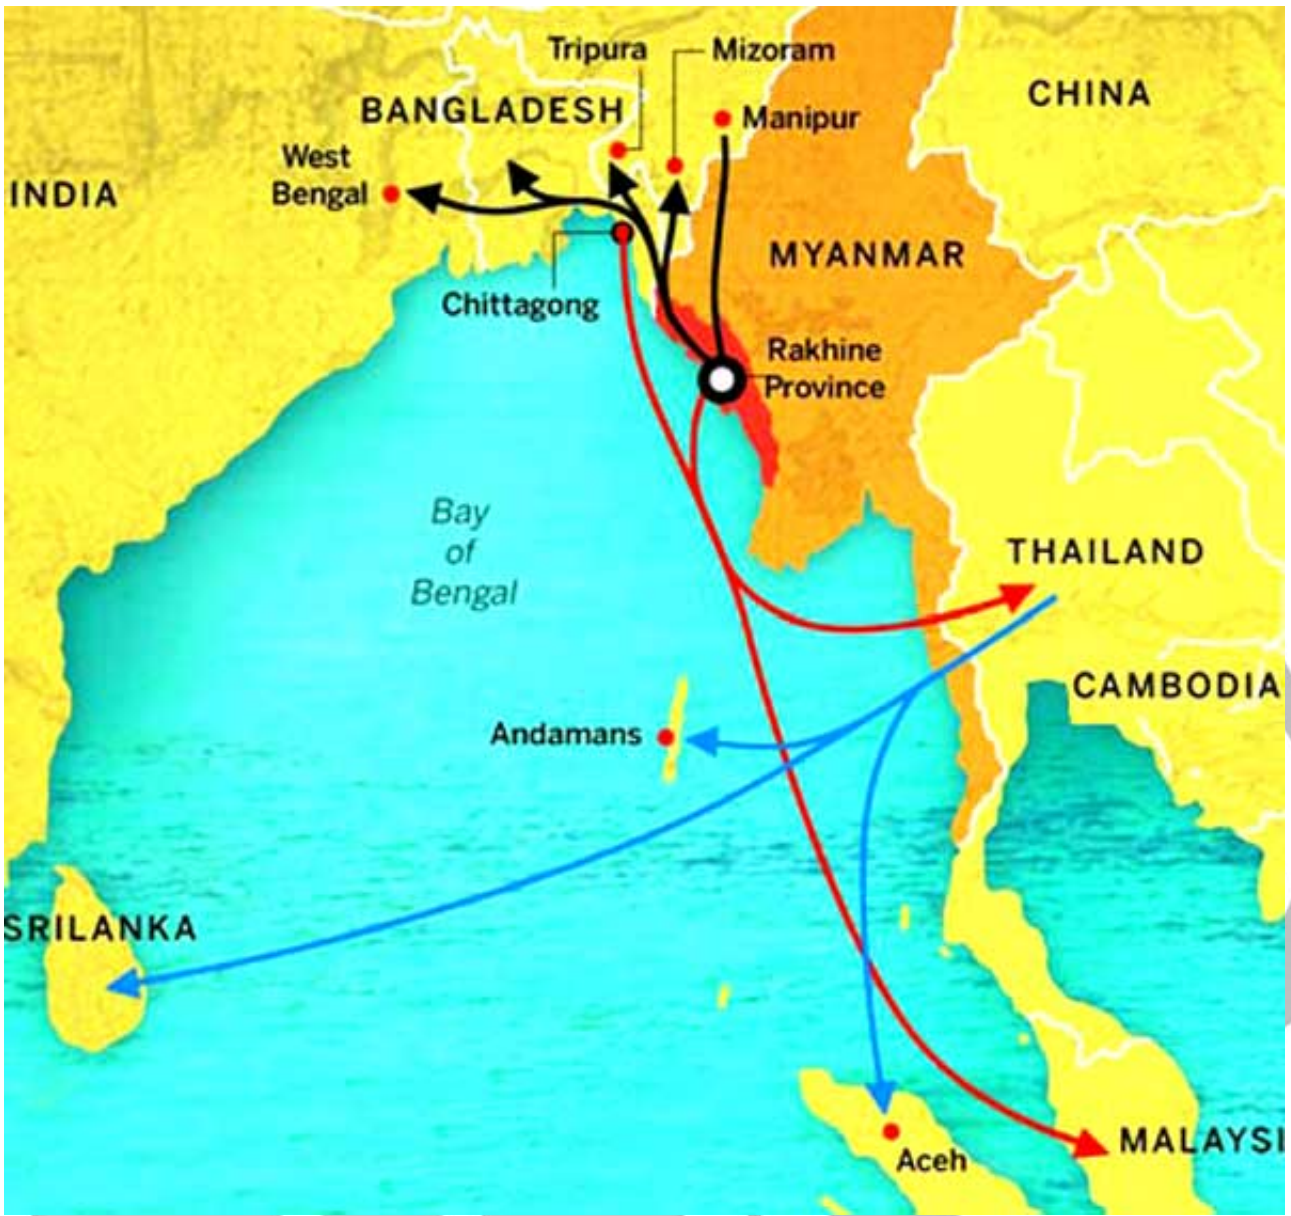 Tripura
Mizoram
CHINA
BANGLADESH
Manipur
West
Bengal
INDIA
MYANMAR
Chittagong
Rakhine
Province
Bay
of
Bengal
THAILAND
CAMBODIA
Andamans
SRILANKA
MALAYSI
Aceh